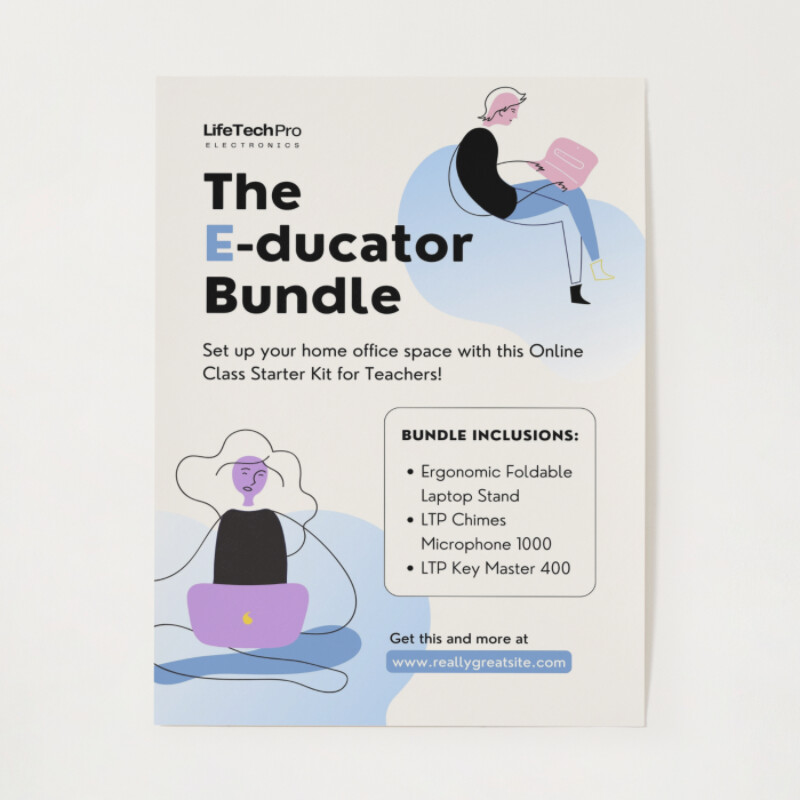 LifeTechPro
ELECTRONICS
The
E-ducator
Bundle
Set up your home office space with this Online
Class Starter Kit for Teachers!
BUNDLE INCLUSIONS:
• Ergonomic Foldable
Laptop Stand
• LTP Chimes
Microphone 1000
• LTP Key Master 400
Get this and more at
www.reallygreatsite.com